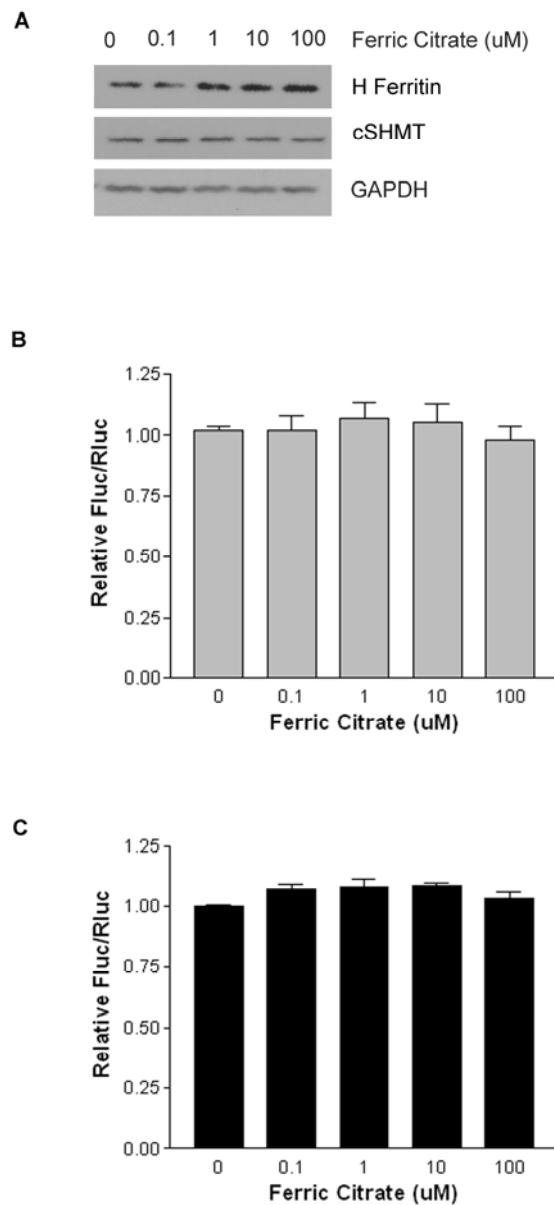 A
0 0.1 1 10 100 Ferric Citrate (uM)
H Ferritin
cSHMT
GAPDH
B
1.25
1.00
0.75
0.50
0.25
0.00
Relative Fluc/Rluc
0 0.1 1 10 100
Ferric Citrate (uM)
C
1.25
1.00
0.75
0.50
0.25
0.00
Relative Fluc/Rluc
0 0.1 1 10 100
Ferric Citrate (uM)